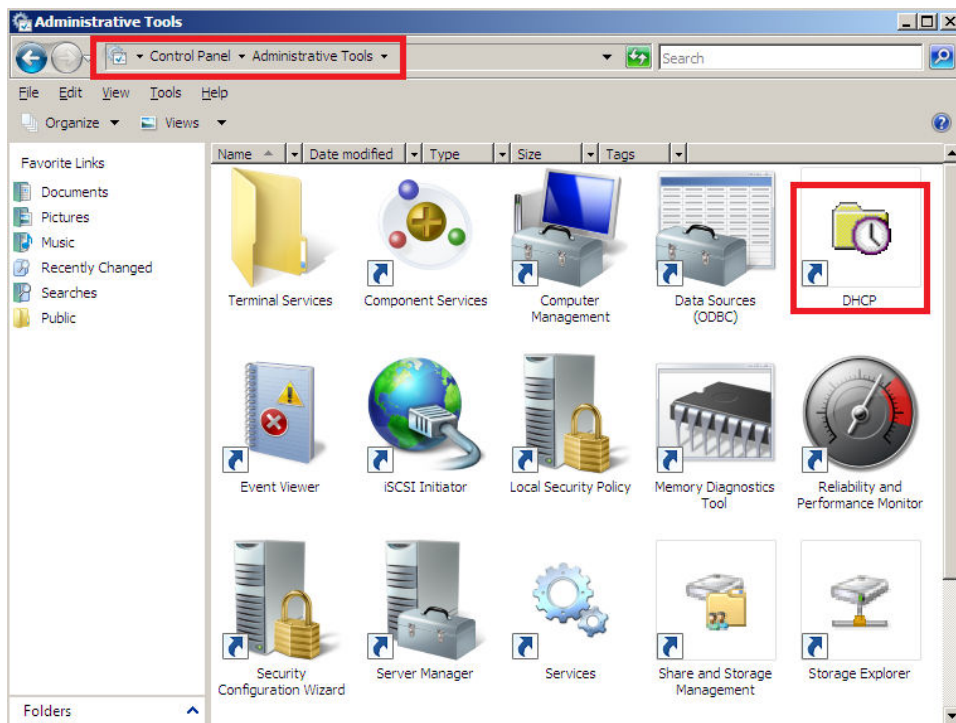 Administrative Tools
Control Panel Administrative Tools
Search
File Edit View Tools Help
Organize Views
Favorite Links
Documents
Pictures
Music
Recently Changed
Searches
Public
Folders
Name Date modified Type Size Tags
Terminal Services
Component Services
Computer
Management
Data Sources
(ODBC)
DHCP
Event Viewer
iSCSI Initiator
Local Security Policy
Memory Diagnostics
Tool
Reliability and
Performance Monitor
Security
Configuration Wizard
Server Manager
Services
Share and Storage
Management
Storage Explorer